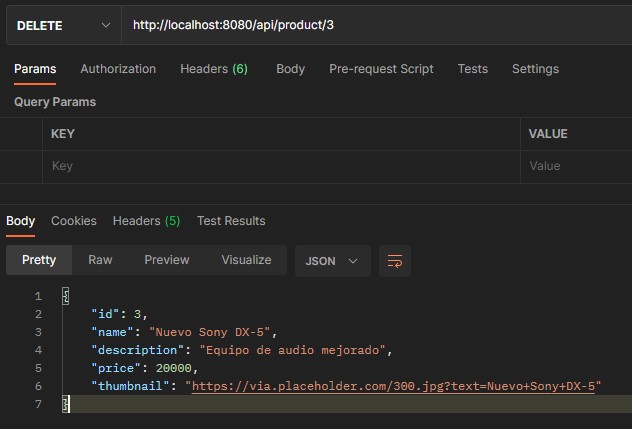 DELETE http://localhost:8080/api/product/3
Params Authorization Headers (6) Body Pre-request Script Tests Settings
Query Params
KEY VALUE
Key Value
Body Cookies Headers (5) Test Results
Pretty Raw Preview Visualize JSON
1 {
2 "id": 3,
3 "name": "Nuevo Sony DX-5",
4 "description": "Equipo de audio mejorado",
5 "price": 20000,
6 "thumbnail": "https://via.placeholder.com/300.jpg?text=Nuevo+Sony+DX-5"
7 }